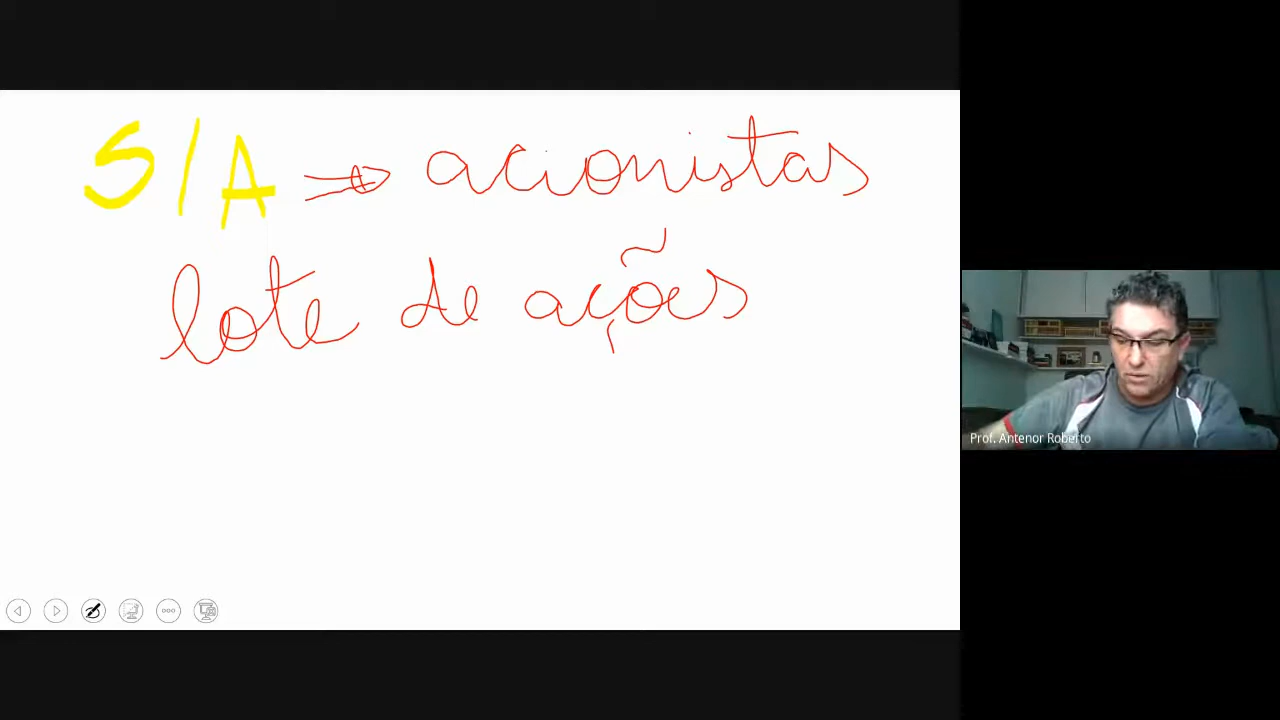 S/A ⇒ acionistas
lote de ações
Prof. Antenor Roberto